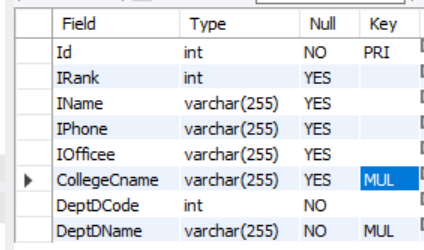 Field Type Null Key
Id int NO PRI
IRank int YES
IName varchar(255) YES
IPhone varchar(255) YES
IOfficee varchar(255) YES
CollegeCname varchar(255) YES MUL
DeptDCode int NO
DeptDName varchar(255) NO MUL